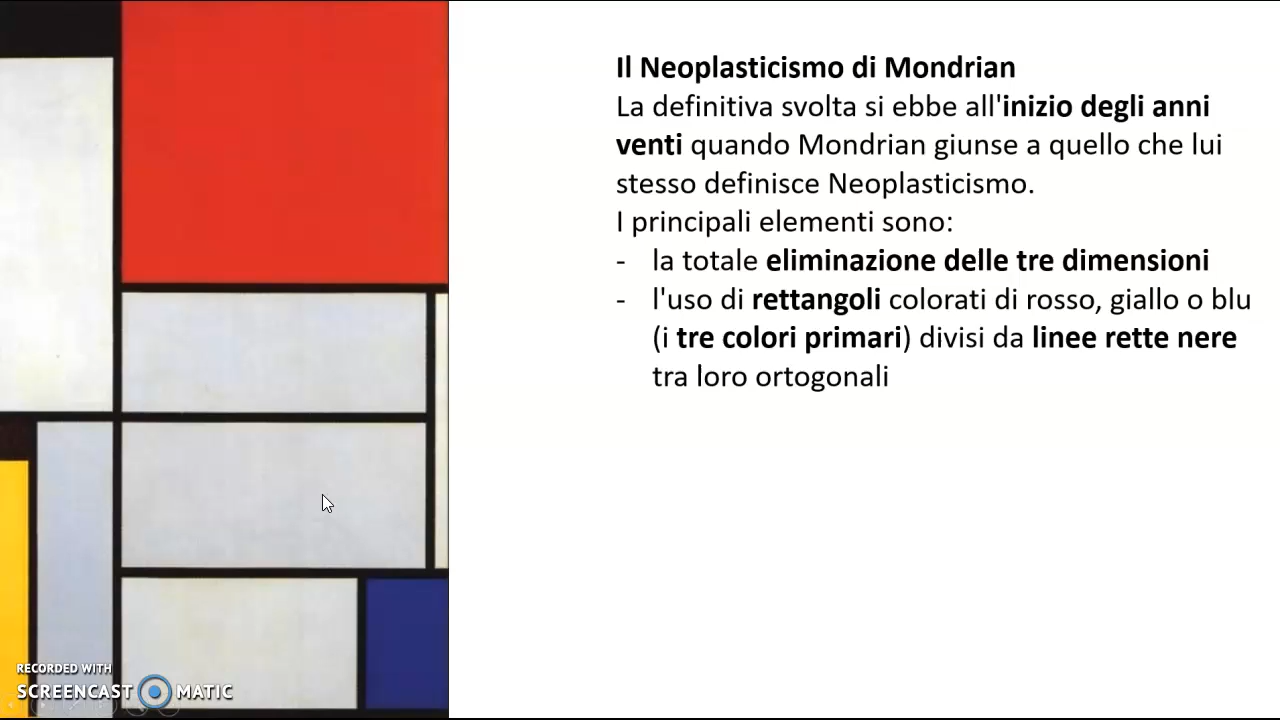 Il Neoplasticismo di Mondrian
La definitiva svolta si ebbe all'inizio degli anni
venti quando Mondrian giunse a quello che lui
stesso definisce Neoplasticismo.
I principali elementi sono:
- la totale eliminazione delle tre dimensioni
- l'uso di rettangoli colorati di rosso, giallo o blu
(i tre colori primari) divisi da linee rette nere
tra loro ortogonali
RECORDED WITH
SCREENCAST MATIC